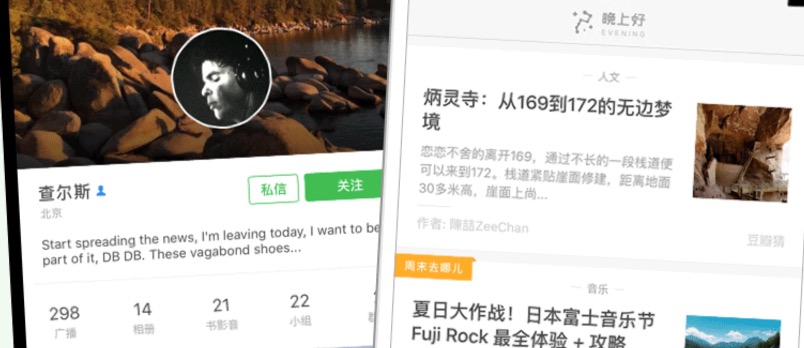 查尔斯
北京
私信
关注
Start spreading the news, I'm leaving today, I want to be
part of it, DB DB. These vagabond shoes...
298
广播
14
相册
21
书影音
22
小组
晚上好
EVENING
人文
炳灵寺：从169到172的无边梦
境
恋恋不舍的离开169，通过不长的一段栈道便
可以来到172。栈道紧贴崖面修建，距离地面
30多米高，崖面上尚...
作者: 陳喆ZeeChan
豆瓣猜
周末去哪儿
音乐
夏日大作战！日本富士音乐节
Fuji Rock 最全体验 + 攻略